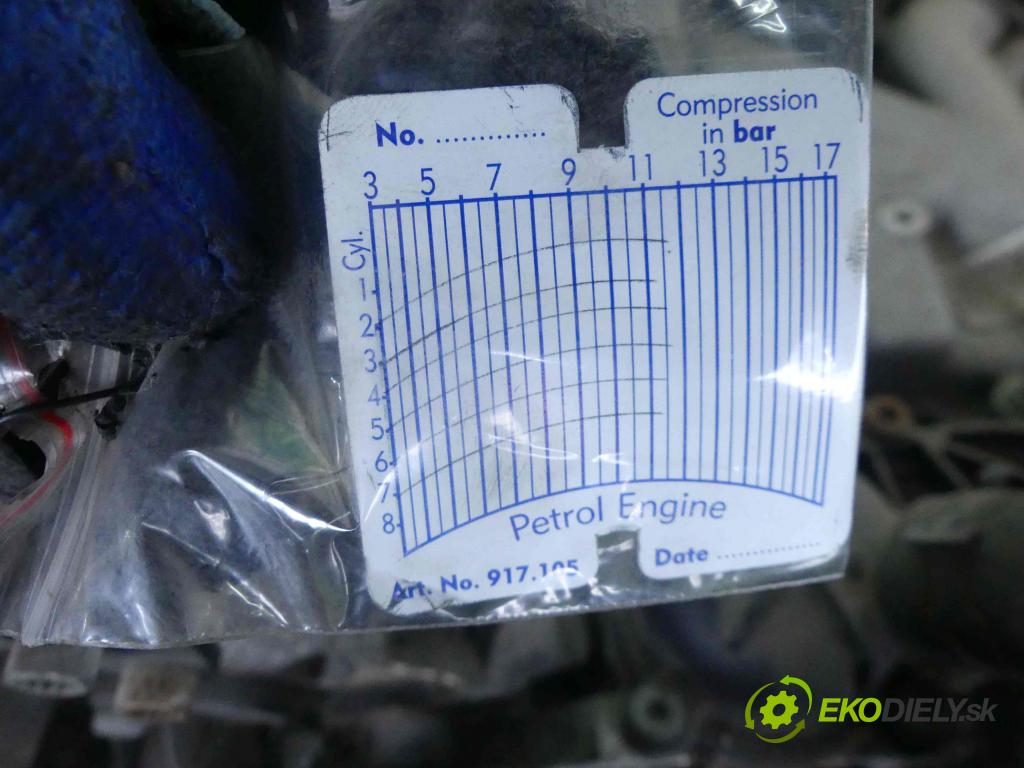 No. .............
Compression
in bar
3 5 7 9 11 13 15 17
Cyl.
1
2
3
4
5
6
7
8
Petrol Engine
Art. No. 917.105
Date ..............
EKODIELY.sk